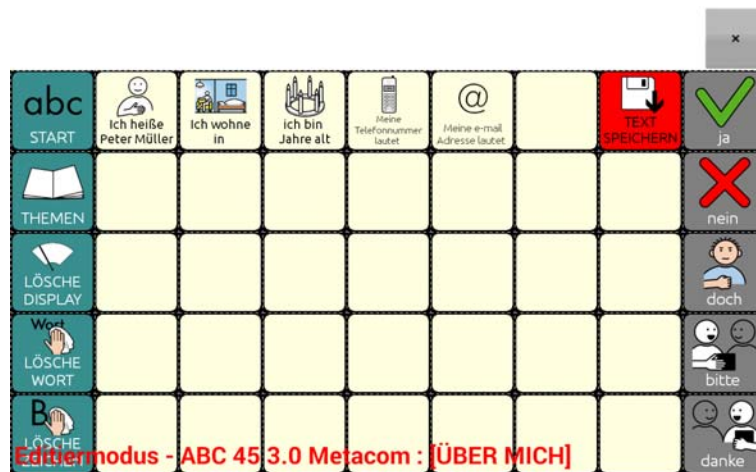 ×
abc
START
Ich heiße
Peter Müller
Ich wohne
in
ich bin
Jahre alt
Meine
Telefonnummer
lautet
@
Meine e-mail
Adresse lautet
TEXT
SPEICHERN
ja
THEMEN
nein
LÖSCHE
DISPLAY
doch
Wort
LÖSCHE
WORT
bitte
B
LÖSCHE
ZEICHEN
danke
Editiermodus - ABC 45 3.0 Metacom : [ÜBER MICH]